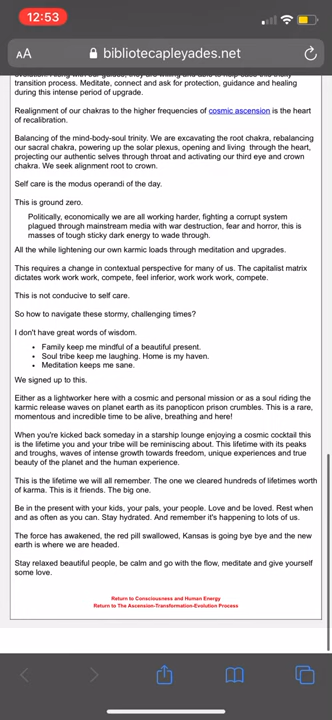 12:53
AA bibliotecapleyades.net
transition process. Meditate, connect and ask for protection, guidance and healing
during this intense period of upgrade.
Realignment of our chakras to the higher frequencies of cosmic ascension is the heart
of recalibration.
Balancing of the mind-body-soul trinity. We are excavating the root chakra, rebalancing
our sacral chakra, powering up the solar plexus, opening and living through the heart,
projecting our authentic selves through throat and activating our third eye and crown
chakra. We seek alignment root to crown.
Self care is the modus operandi of the day.
This is ground zero.
Politically, economically we are all working harder, fighting a corrupt system
plagued through mainstream media with war destruction, fear and horror, this is
masses of tough sticky dark energy to wade through.
All the while lightening our own karmic loads through meditation and upgrades.
This requires a change in contextual perspective for many of us. The capitalist matrix
dictates work work work, compete, feel inferior, work work work, compete.
This is not conducive to self care.
So how to navigate these stormy, challenging times?
I don't have great words of wisdom.
• Family keep me mindful of a beautiful present.
• Soul tribe keep me laughing. Home is my haven.
• Meditation keeps me sane.
We signed up to this.
Either as a lightworker here with a cosmic and personal mission or as a soul riding the
karmic release waves on planet earth as its panopticon prison crumbles. This is a rare,
momentous and incredible time to be alive, breathing and here!
When you're kicked back someday in a starship lounge enjoying a cosmic cocktail this
is the lifetime you and your tribe will be reminiscing about. This lifetime with its peaks
and troughs, waves of intense growth towards freedom, unique experiences and true
beauty of the planet and the human experience.
This is the lifetime we will all remember. The one we cleared hundreds of lifetimes worth
of karma. This is it friends. The big one.
Be in the present with your kids, your pals, your people. Love and be loved. Rest when
and as often as you can. Stay hydrated. And remember it's happening to lots of us.
The force has awakened, the red pill swallowed, Kansas is going bye bye and the new
earth is where we are headed.
Stay relaxed beautiful people, be calm and go with the flow, meditate and give yourself
some love.
Return to Consciousness and Human Energy
Return to The Ascension-Transformation-Evolution Process